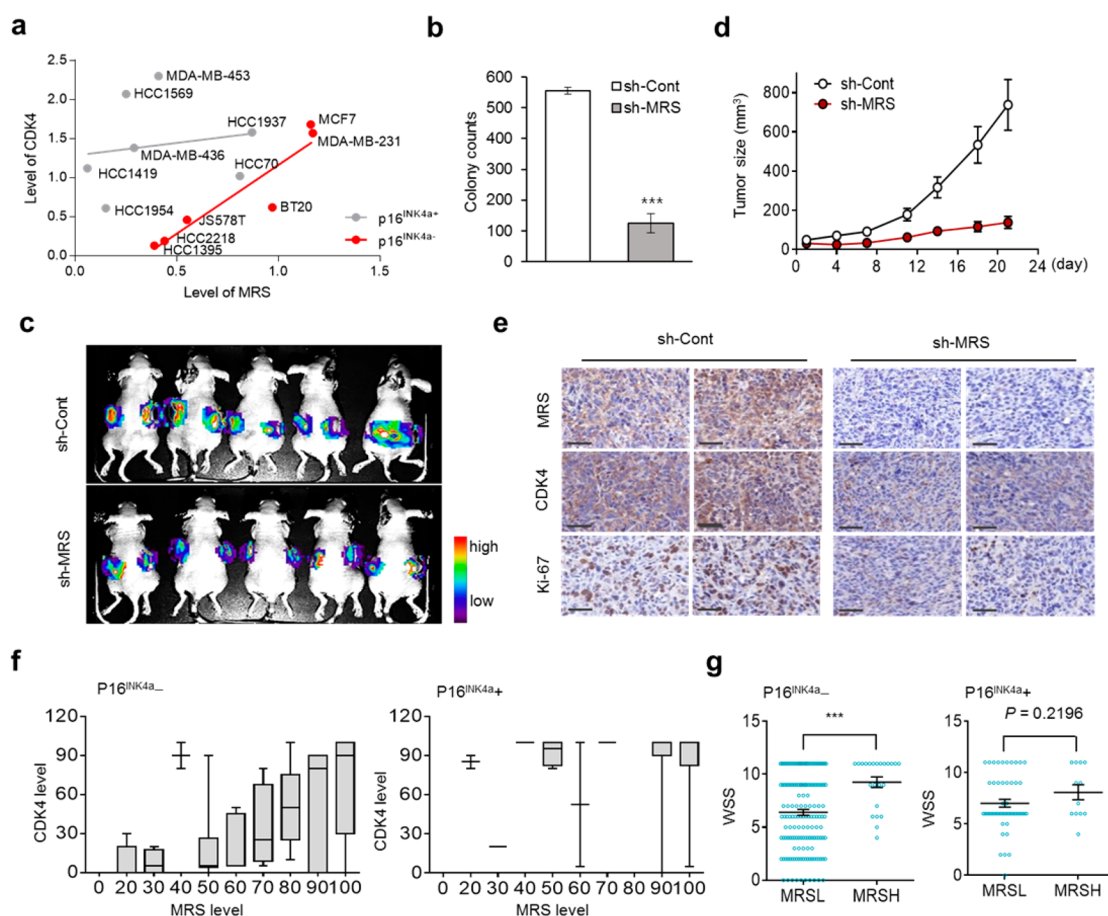 a
Level of CDK4
2.5
2.0
1.5
1.0
0.5
0.0
0.0
0.5
1.0
1.5
Level of MRS
MDA-MB-453
HCC1569
HCC1937
MCF7
MDA-MB-231
MDA-MB-436
HCC70
HCC1419
HCC1954
BT20
JS578T
HCC2218
HCC1395
p16INK4a+
p16INK4a-
b
Colony counts
600
500
400
300
200
100
0
sh-Cont
sh-MRS
***
d
Tumor size (mm3)
800
600
400
200
0
0
4
8
12
16
20
24
(day)
sh-Cont
sh-MRS
c
sh-Cont
sh-MRS
high
low
e
sh-Cont
sh-MRS
MRS
CDK4
Ki-67
f
P16INK4a–
CDK4 level
120
90
60
30
0
0 20 30 40 50 60 70 80 90 100
MRS level
P16INK4a+
CDK4 level
120
90
60
30
0
0 20 30 40 50 60 70 80 90 100
MRS level
g
P16INK4a–
***
WSS
15
10
5
0
MRSL
MRSH
P16INK4a+
P = 0.2196
WSS
15
10
5
0
MRSL
MRSH